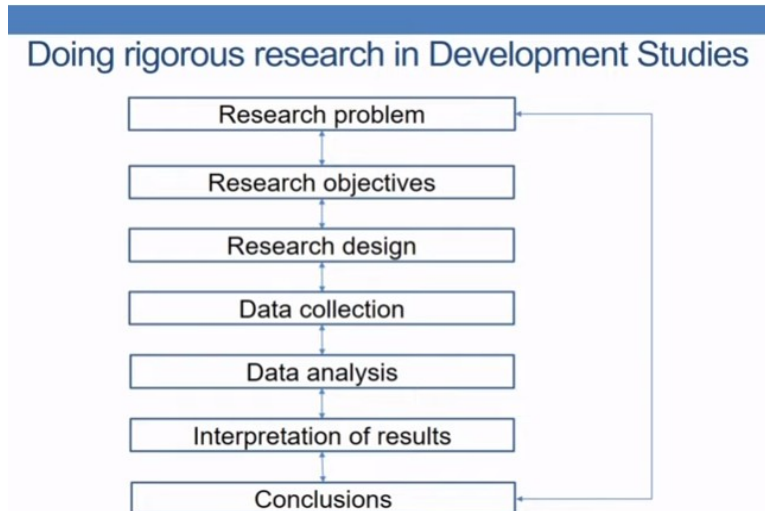 Doing rigorous research in Development Studies
Research problem
Research objectives
Research design
Data collection
Data analysis
Interpretation of results
Conclusions